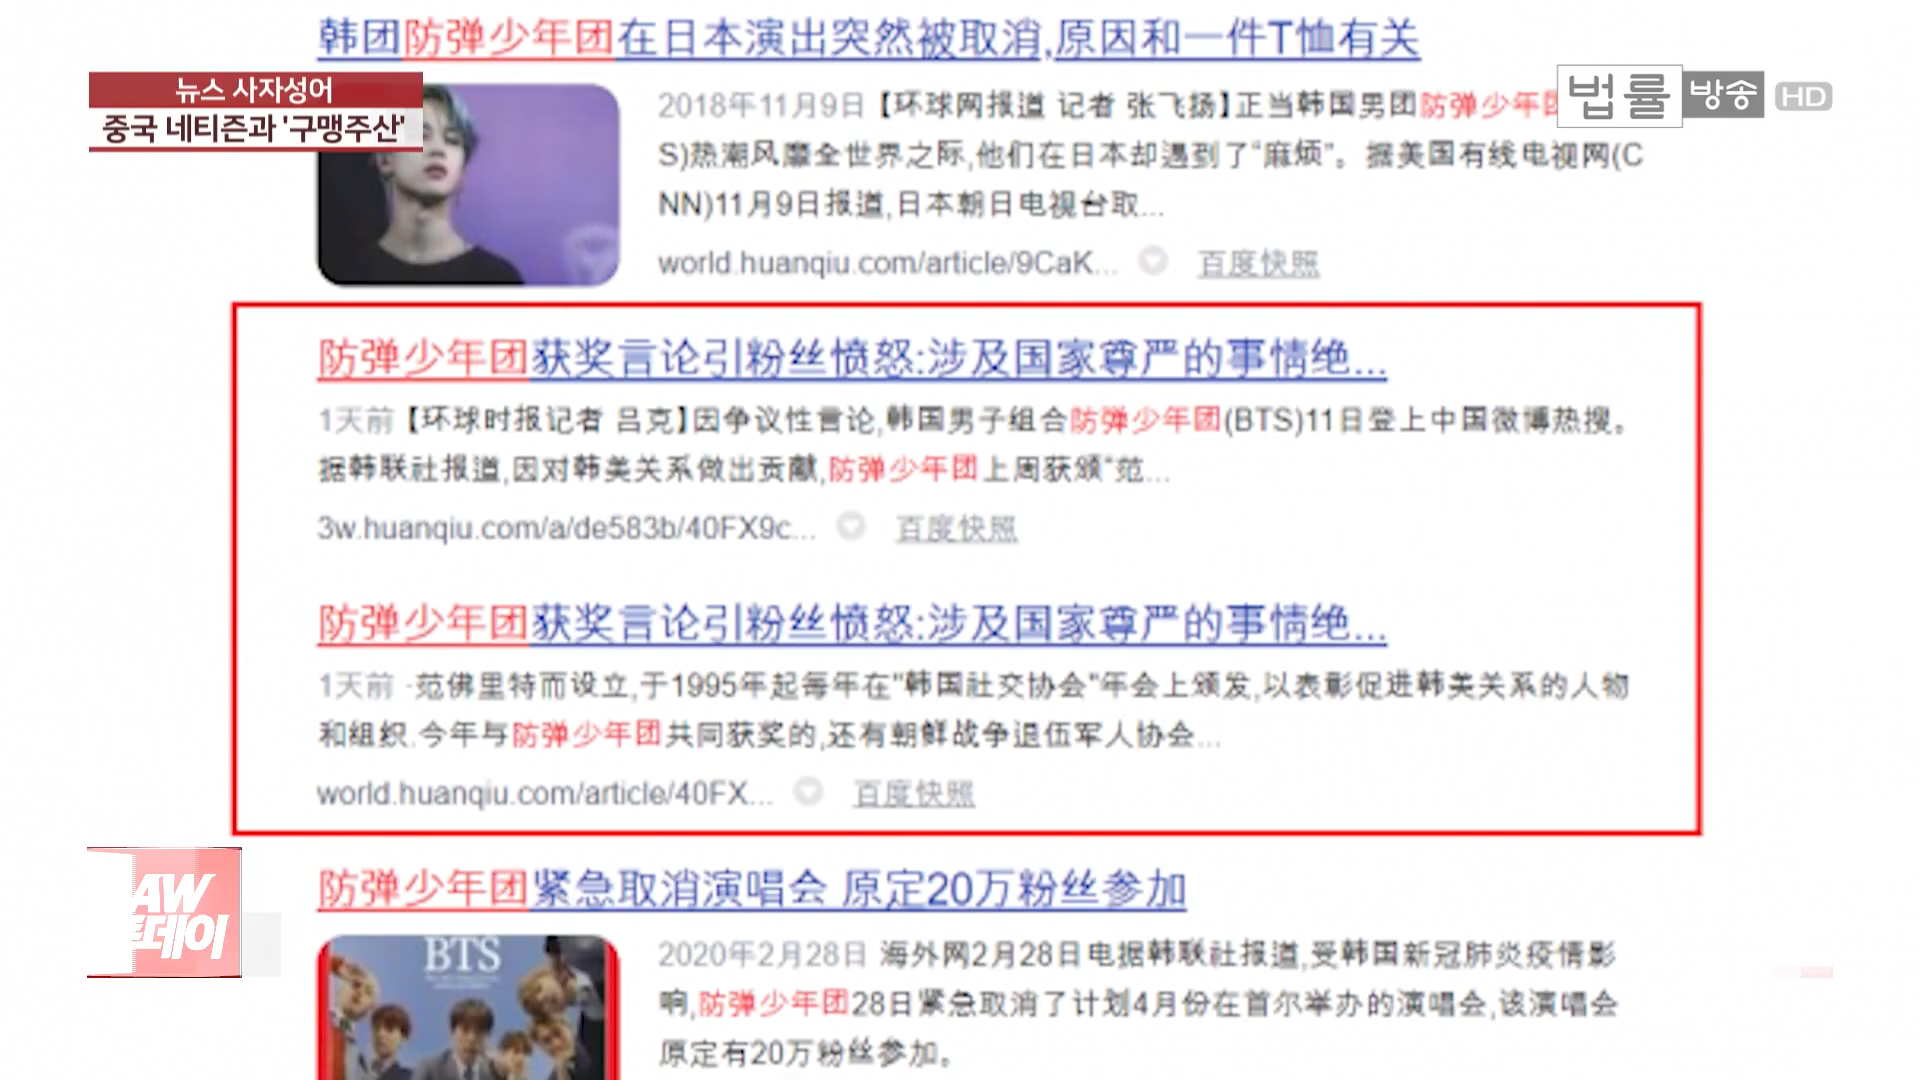 韩团防弹少年团在日本演出突然被取消,原因和一件T恤有关
뉴스 사자성어
중국 네티즌과 '구맹주산'
법률방송 HD
2018年11月9日【环球网报道 记者 张飞扬】正当韩国男团防弹少年团
S)热潮风靡全世界之际,他们在日本却遇到了“麻烦”。据美国有线电视网(C
NN)11月9日报道,日本朝日电视台取...
world.huanqiu.com/article/9CaK... 百度快照
防弹少年团获奖言论引粉丝愤怒:涉及国家尊严的事情绝...
1天前【环球时报记者 吕克】因争议性言论,韩国男子组合防弹少年团(BTS)11日登上中国微博热搜。
据韩联社报道,因对韩美关系做出贡献,防弹少年团上周获颁“范...
3w.huanqiu.com/a/de583b/40FX9c... 百度快照
防弹少年团获奖言论引粉丝愤怒:涉及国家尊严的事情绝...
1天前 -范佛里特而设立,于1995年起每年在"韩国社交协会"年会上颁发,以表彰促进韩美关系的人物
和组织.今年与防弹少年团共同获奖的,还有朝鲜战争退伍军人协会...
world.huanqiu.com/article/40FX... 百度快照
防弹少年团紧急取消演唱会 原定20万粉丝参加
AW
투데이
BTS
2020年2月28日 海外网2月28日电据韩联社报道,受韩国新冠肺炎疫情影
响,防弹少年团28日紧急取消了计划4月份在首尔举办的演唱会,该演唱会
原定有20万粉丝参加。